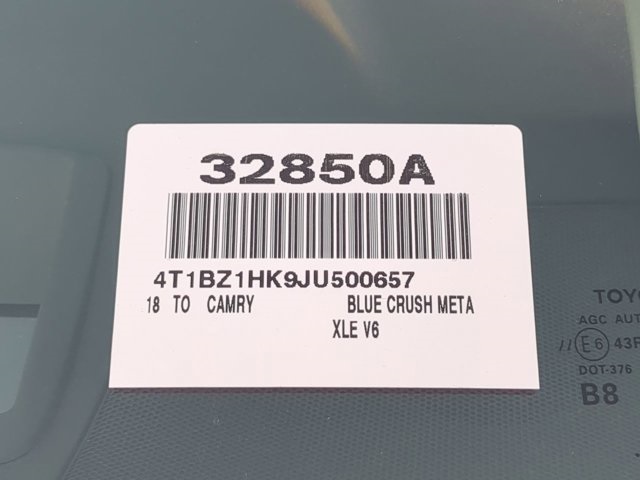 32850A
4T1BZ1HK9JU500657
18 TO CAMRY BLUE CRUSH META
XLE V6
TOYO
AGC AUT
// E6 43R
DOT-376
B8